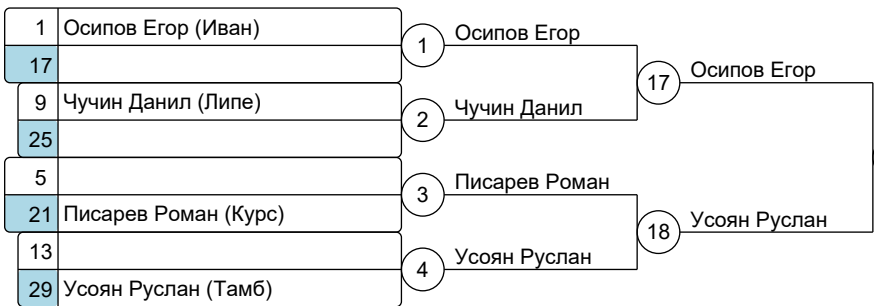 1 Осипов Егор (Иван)
17
9 Чучин Данил (Липе)
25
5
21 Писарев Роман (Курс)
13
29 Усоян Руслан (Тамб)
1 Осипов Егор
2 Чучин Данил
3 Писарев Роман
4 Усоян Руслан
17 Осипов Егор
18 Усоян Руслан